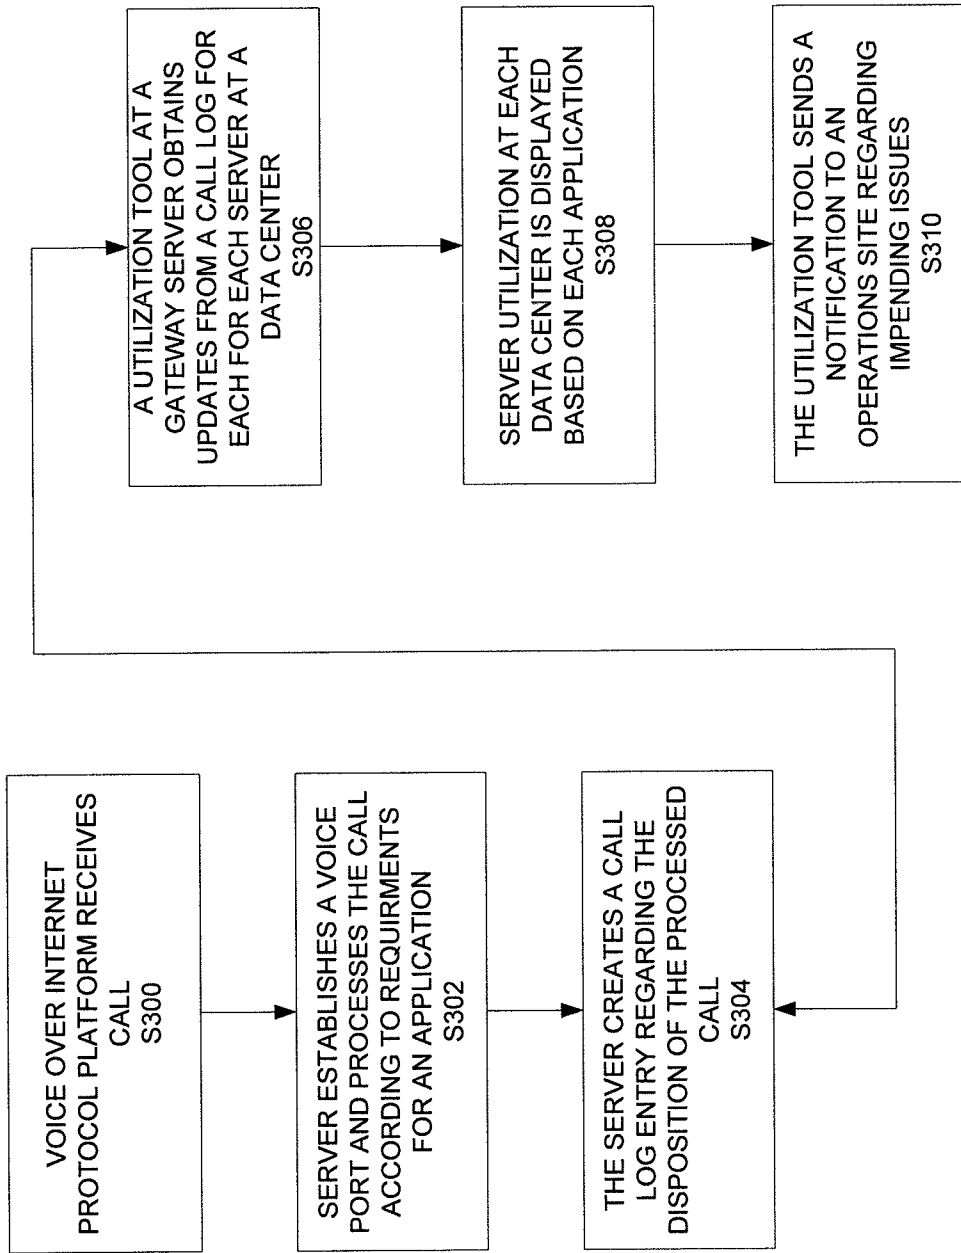 VOICE OVER INTERNET
PROTOCOL PLATFORM RECEIVES
CALL
S300
SERVER ESTABLISHES A VOICE
PORT AND PROCESSES THE CALL
ACCORDING TO REQUIRMENTS
FOR AN APPLICATION
S302
THE SERVER CREATES A CALL
LOG ENTRY REGARDING THE
DISPOSITION OF THE PROCESSED
CALL
S304
A UTILIZATION TOOL AT A
GATEWAY SERVER OBTAINS
UPDATES FROM A CALL LOG FOR
EACH FOR EACH SERVER AT A
DATA CENTER
S306
SERVER UTILIZATION AT EACH
DATA CENTER IS DISPLAYED
BASED ON EACH APPLICATION
S308
THE UTILIZATION TOOL SENDS A
NOTIFICATION TO AN
OPERATIONS SITE REGARDING
IMPENDING ISSUES
S310